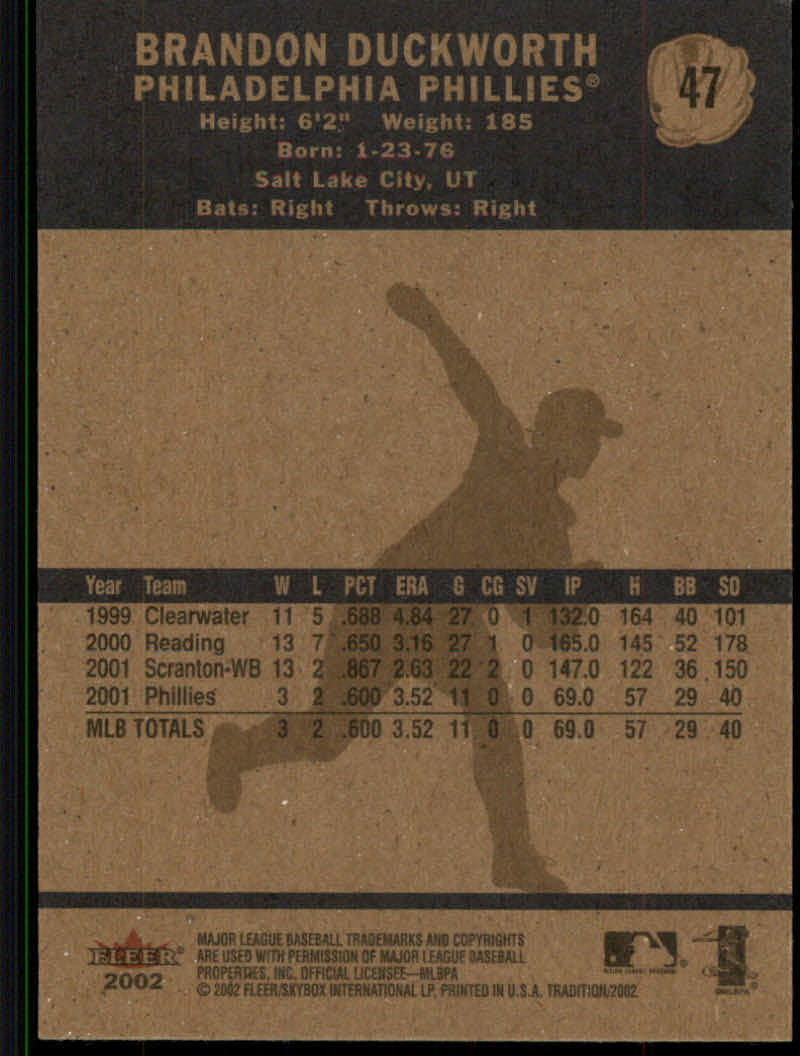 BRANDON DUCKWORTH
PHILADELPHIA PHILLIES®
47
Height: 6'2" Weight: 185
Born: 1-23-76
Salt Lake City, UT
Bats: Right Throws: Right
Year Team W L PCT ERA G CG SV IP H BB SO
1999 Clearwater 11 5 .688 4.84 27 0 1 132.0 164 40 101
2000 Reading 13 7 .650 3.16 27 1 0 165.0 145 52 178
2001 Scranton-WB 13 2 .867 2.63 22 2 0 147.0 122 36 150
2001 Phillies 3 2 .600 3.52 11 0 0 69.0 57 29 40
MLB TOTALS 3 2 .600 3.52 11 0 0 69.0 57 29 40
FLEER®
2002
MAJOR LEAGUE BASEBALL TRADEMARKS AND COPYRIGHTS
ARE USED WITH PERMISSION OF MAJOR LEAGUE BASEBALL
PROPERTIES, INC. OFFICIAL LICENSEE—MLBPA
© 2002 FLEER/SKYBOX INTERNATIONAL LP, PRINTED IN U.S.A. TRADITION/2002
MAJOR LEAGUE BASEBALL
MLBPA